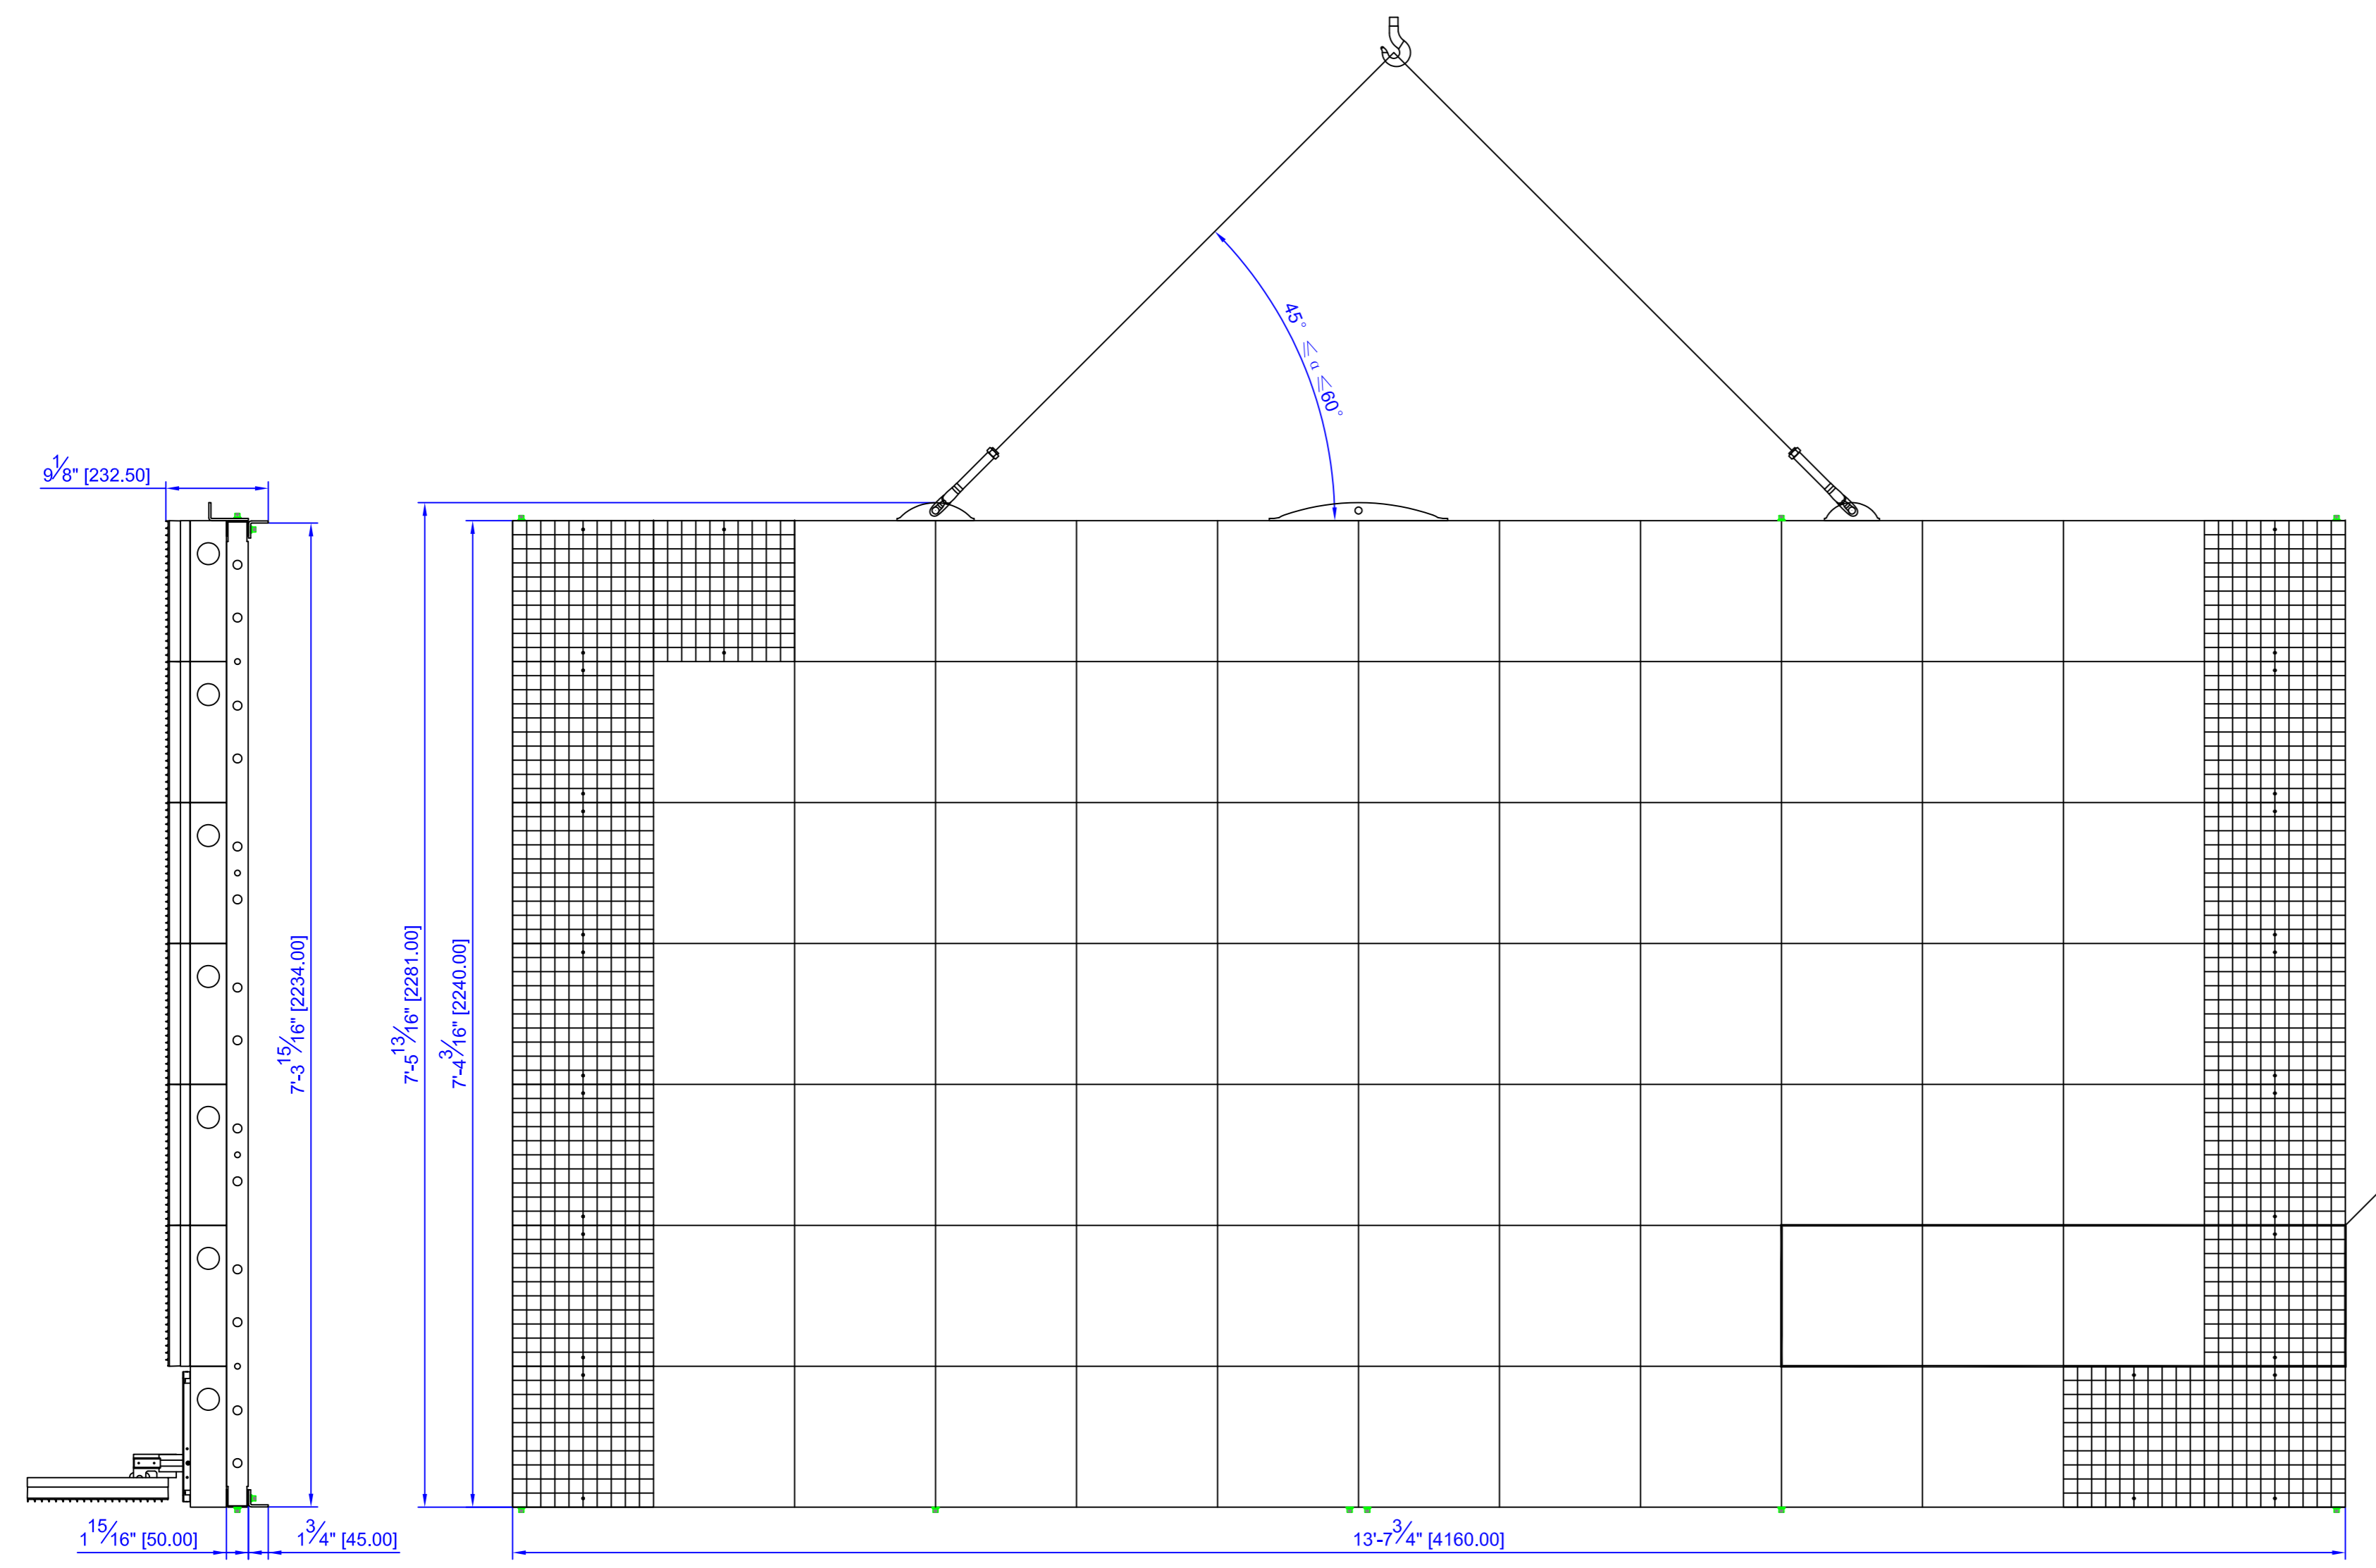 45° ≤ α ≤60°
9 1/8" [232.50]
7'-3 15/16" [2234.00]
7'-5 13/16" [2281.00]
7'-4 3/16" [2240.00]
1 15/16" [50.00]
1 3/4" [45.00]
13'-7 3/4" [4160.00]